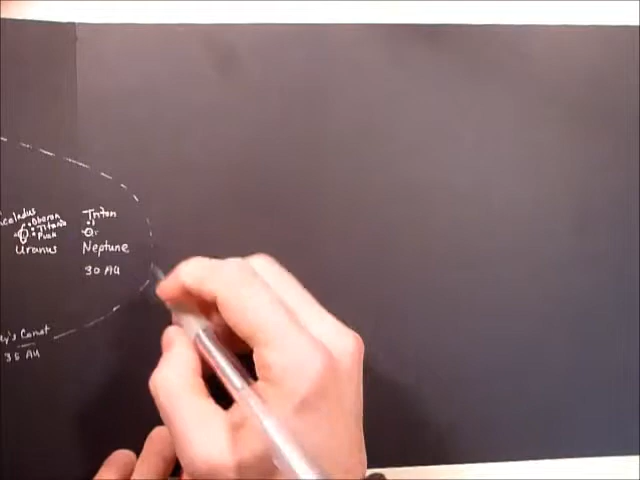 Triton
Oberon
Titania
Puck
Uranus
Neptune
30 AU
Comet
35 AU